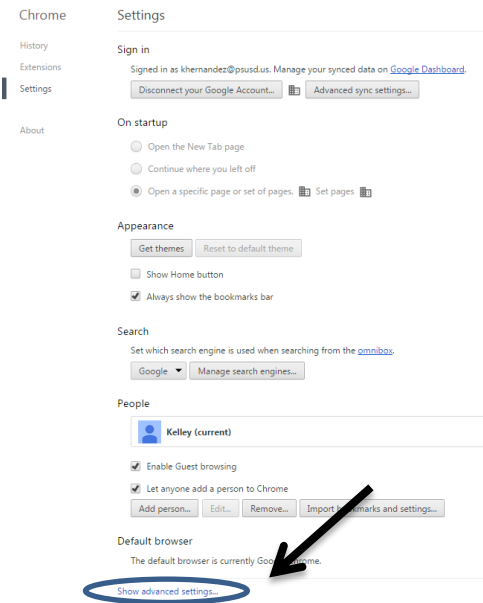 Chrome
Settings
History
Extensions
Settings
About
Sign in
Signed in as khernandez@psusd.us. Manage your synced data on Google Dashboard.
Disconnect your Google Account... Advanced sync settings...
On startup
Open the New Tab page
Continue where you left off
Open a specific page or set of pages. Set pages
Appearance
Get themes Reset to default theme
Show Home button
Always show the bookmarks bar
Search
Set which search engine is used when searching from the omnibox.
Google Manage search engines...
People
Kelley (current)
Enable Guest browsing
Let anyone add a person to Chrome
Add person... Edit... Remove... Import bookmarks and settings...
Default browser
The default browser is currently Google Chrome.
Show advanced settings...